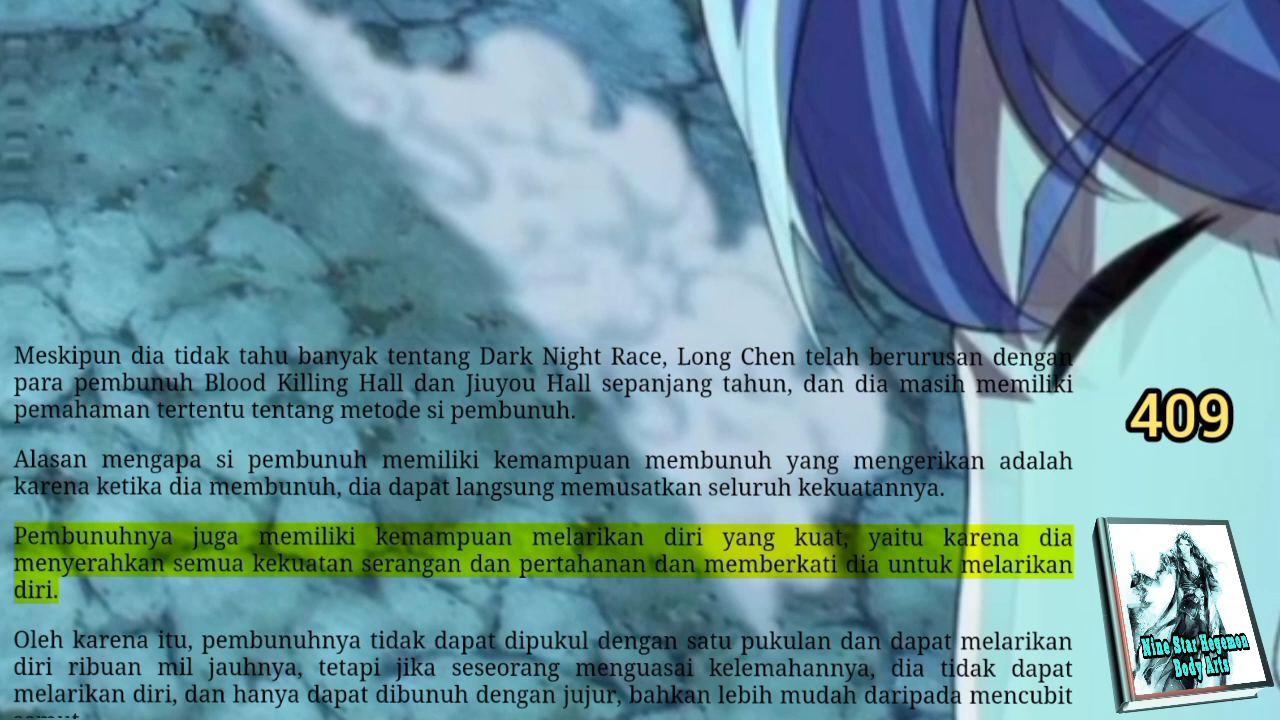 Meskipun dia tidak tahu banyak tentang Dark Night Race, Long Chen telah berurusan dengan
para pembunuh Blood Killing Hall dan Jiuyou Hall sepanjang tahun, dan dia masih memiliki
pemahaman tertentu tentang metode si pembunuh.
Alasan mengapa si pembunuh memiliki kemampuan membunuh yang mengerikan adalah
karena ketika dia membunuh, dia dapat langsung memusatkan seluruh kekuatannya.
Pembunuhnya juga memiliki kemampuan melarikan diri yang kuat, yaitu karena dia
menyerahkan semua kekuatan serangan dan pertahanan dan memberkati dia untuk melarikan
diri.
Oleh karena itu, pembunuhnya tidak dapat dipukul dengan satu pukulan dan dapat melarikan
diri ribuan mil jauhnya, tetapi jika seseorang menguasai kelemahannya, dia tidak dapat
melarikan diri, dan hanya dapat dibunuh dengan jujur, bahkan lebih mudah daripada mencubit
409
Nine Star Hegemon
Body Arts